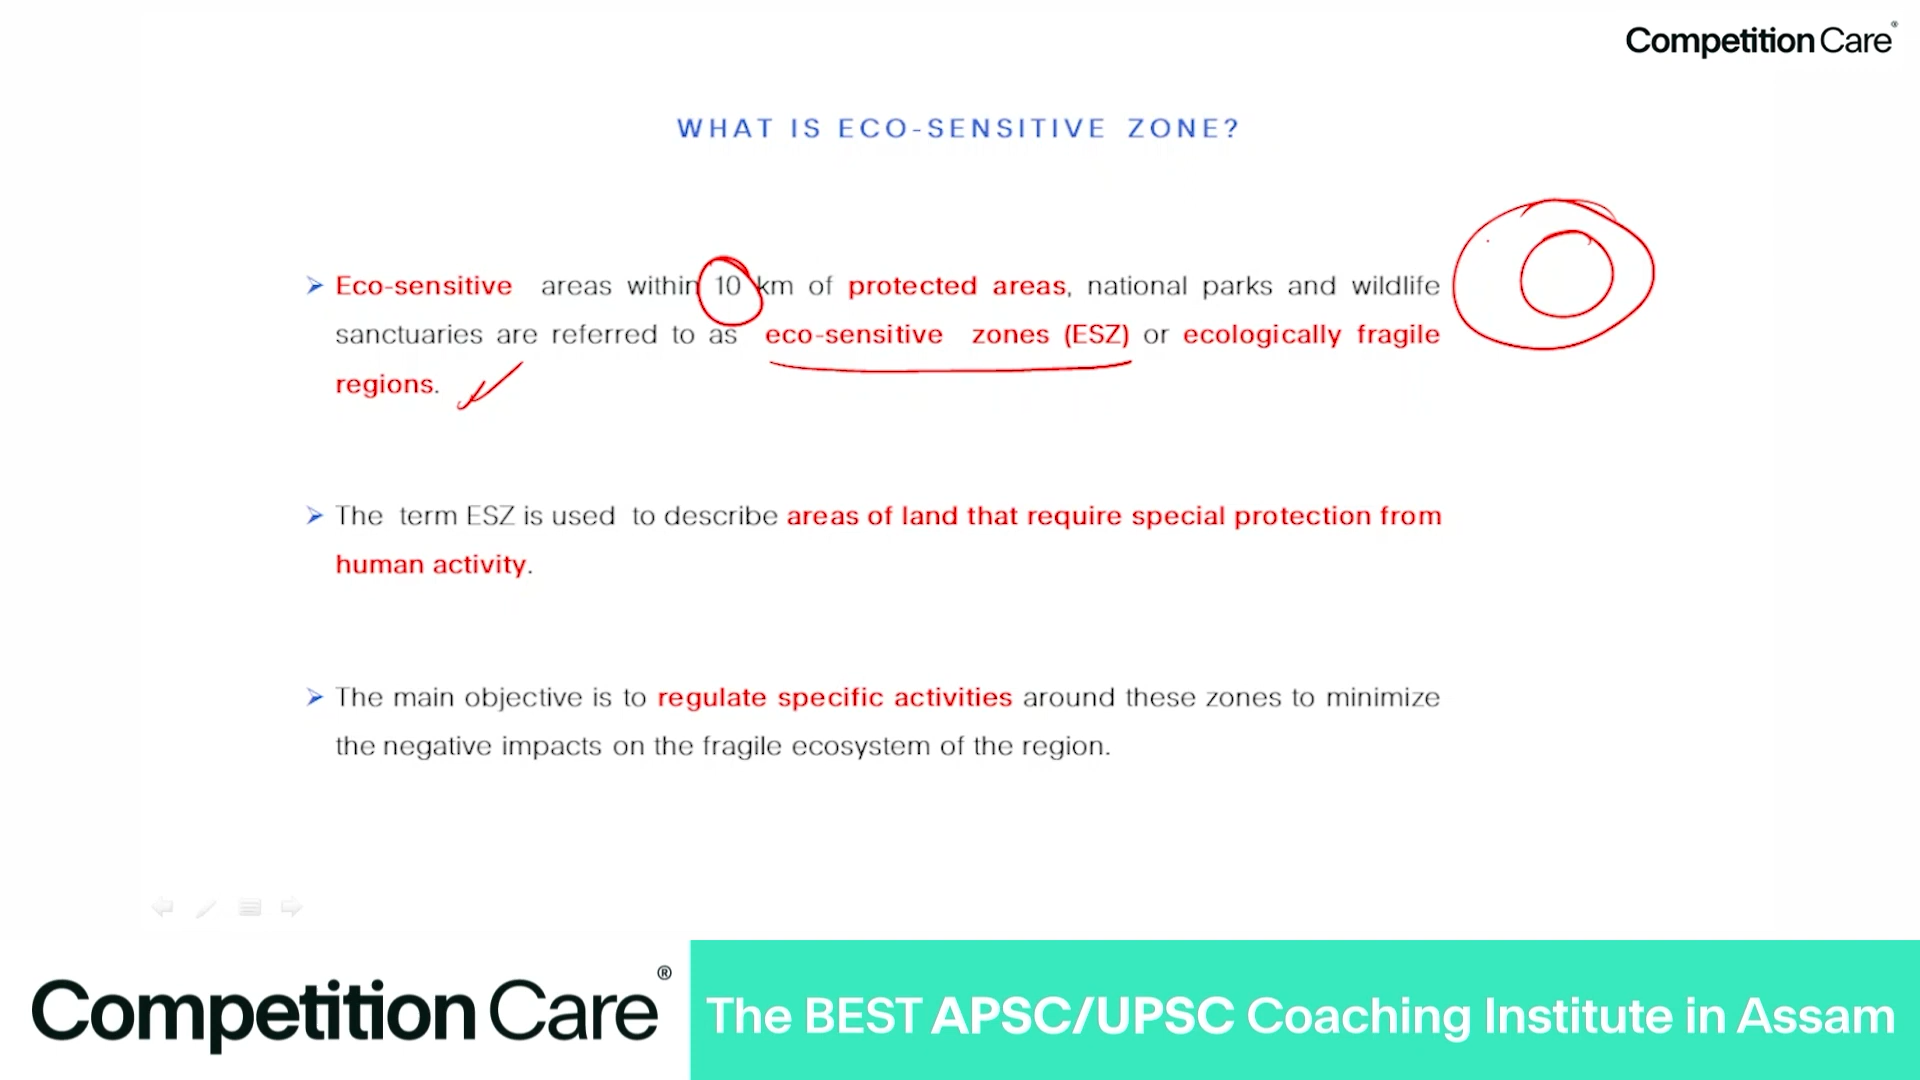 Competition Care®
WHAT IS ECO-SENSITIVE ZONE?
➤ Eco-sensitive areas within 10 km of protected areas, national parks and wildlife
sanctuaries are referred to as eco-sensitive zones (ESZ) or ecologically fragile
regions.
➤ The term ESZ is used to describe areas of land that require special protection from
human activity.
➤ The main objective is to regulate specific activities around these zones to minimize
the negative impacts on the fragile ecosystem of the region.
Competition Care®
The BEST APSC/UPSC Coaching Institute in Assam